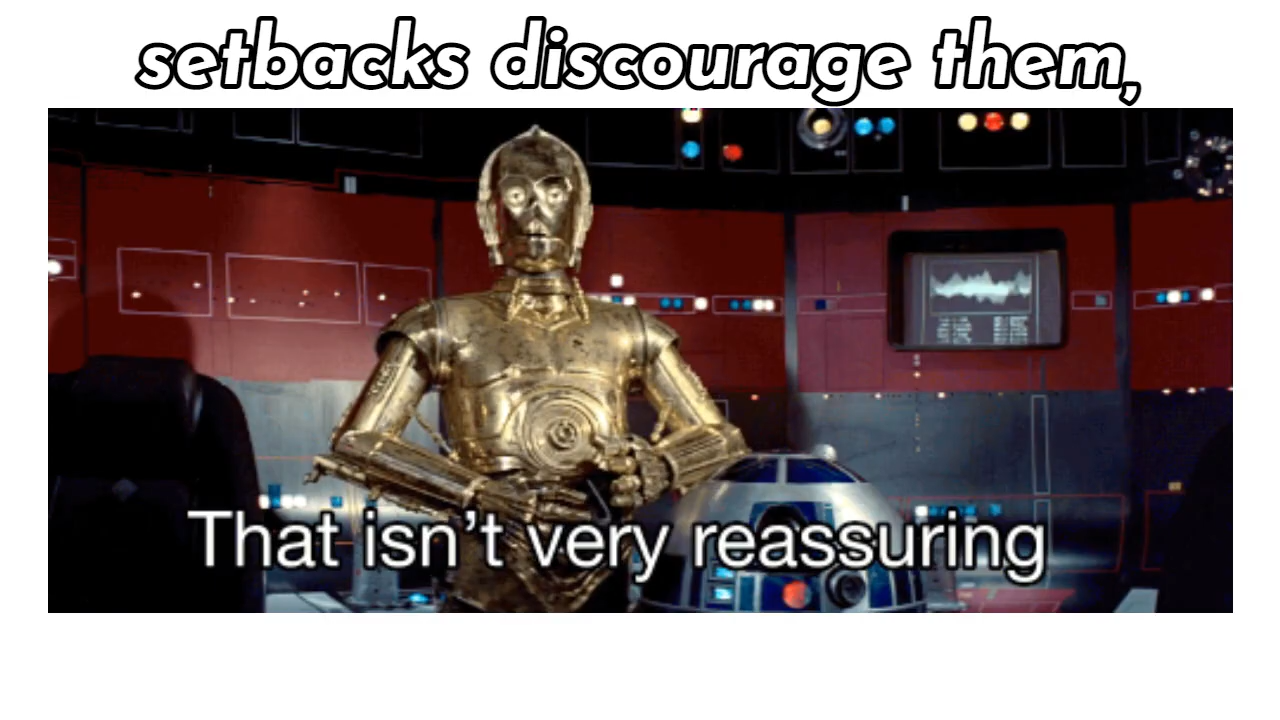 setbacks discourage them,
That isn’t very reassuring